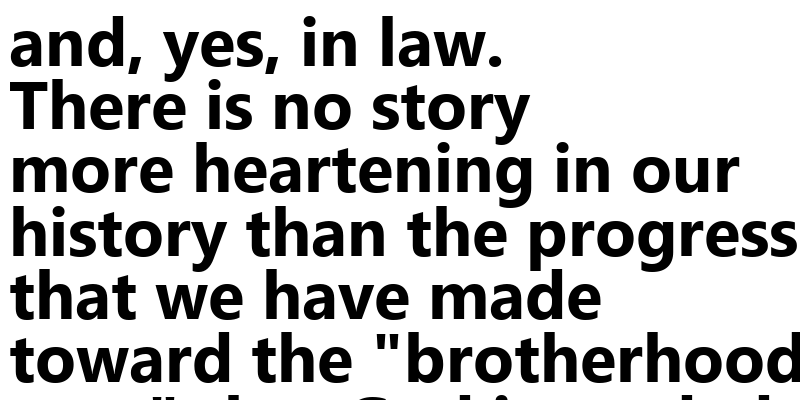 and, yes, in law.
There is no story
more heartening in our
history than the progress
that we have made
toward the "brotherhood